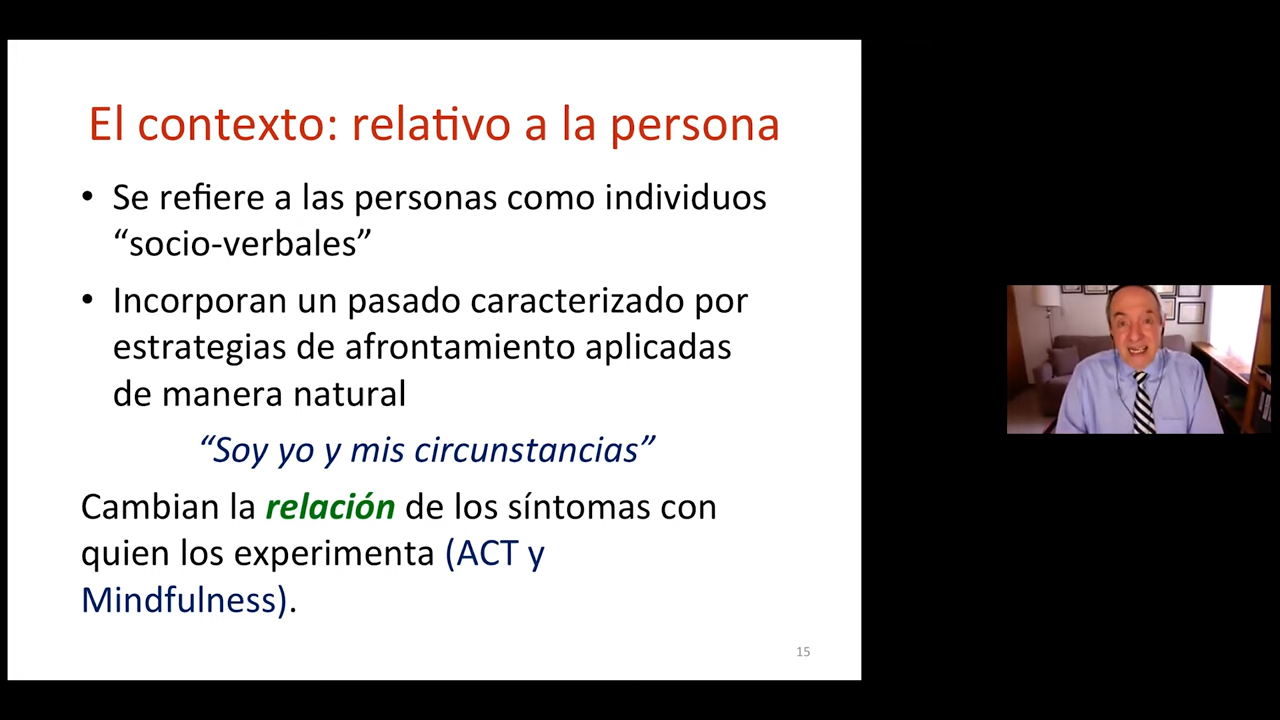 El contexto: relativo a la persona
• Se refiere a las personas como individuos
“socio-verbales”
• Incorporan un pasado caracterizado por
estrategias de afrontamiento aplicadas
de manera natural
“Soy yo y mis circunstancias”
Cambian la relación de los síntomas con
quien los experimenta (ACT y
Mindfulness).
15